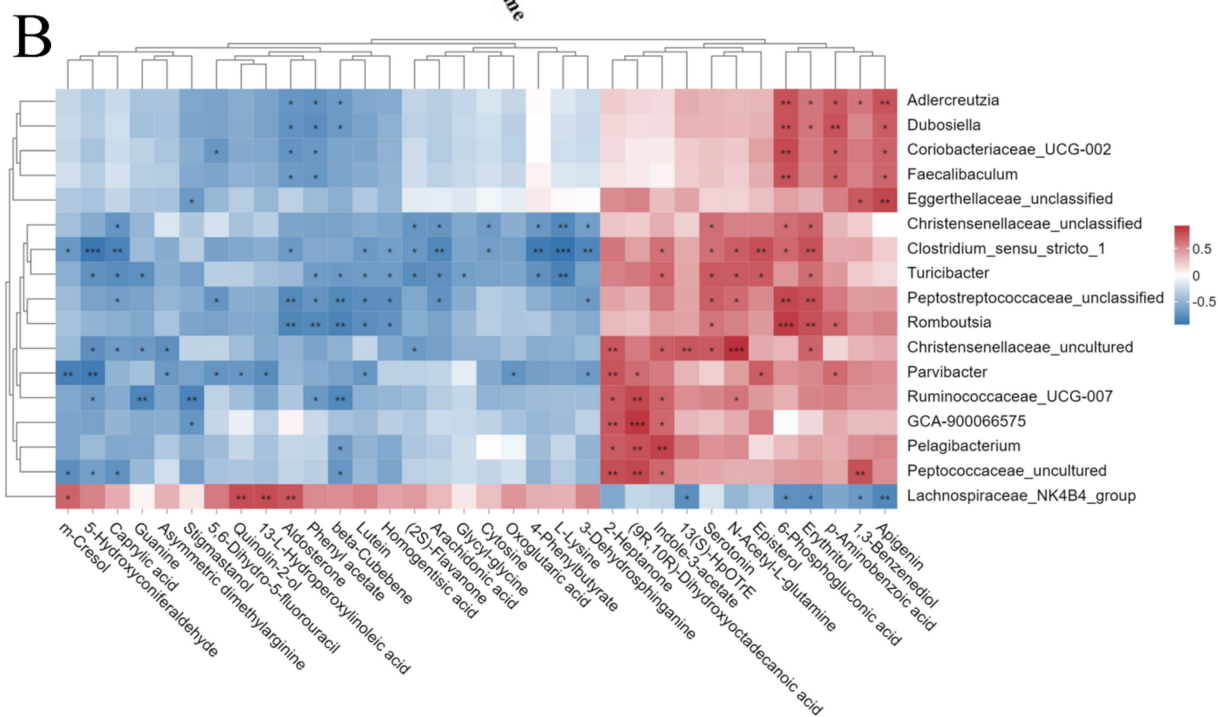 me
B
** * * * **
* * * ** * ** *
* * * ** * *
* * ** * *
* * **
* * * * * ** * * * *
* *** ** * * * * ** * ** *** ** * * * ** * **
* * * * * * * * * * ** * * * * *
* * ** * ** * * * * * * ** **
** ** ** * * * *** ** *
* * * * * ** * ** * *** *
** ** * * * * * * * ** * * *
* ** ** * ** * ** * *
* ** *** *
* * ** **
* * * * ** ** * **
* ** ** ** * * * * **
Adlercreutzia
Dubosiella
Coriobacteriaceae_UCG-002
Faecalibaculum
Eggerthellaceae_unclassified
Christensenellaceae_unclassified
Clostridium_sensu_stricto_1
Turicibacter
Peptostreptococcaceae_unclassified
Romboutsia
Christensenellaceae_uncultured
Parvibacter
Ruminococcaceae_UCG-007
GCA-900066575
Pelagibacterium
Peptococcaceae_uncultured
Lachnospiraceae_NK4B4_group
0.5
0
-0.5
m-Cresol
5-Hydroxyconiferaldehyde
Caprylic acid
Guanine
Asymmetric dimethylarginine
Stigmastanol
5,6-Dihydro-5-fluorouracil
Quinolin-2-ol
13-L-Hydroperoxylinoleic acid
Aldosterone
Phenyl acetate
beta-Cubebene
Lutein
Homogentisic acid
(2S)-Flavanone
Arachidonic acid
Glycyl-glycine
Cytosine
Oxoglutaric acid
4-Phenylbutyrate
L-Lysine
3-Dehydrosphinganine
2-Heptanone
(9R,10R)-Dihydroxyoctadecanoic acid
Indole-3-acetate
13(S)-HpOTrE
Serotonin
N-Acetyl-L-glutamine
Episterol
6-Phosphogluconic acid
Erythritol
p-Aminobenzoic acid
1,3-Benzenediol
Apigenin